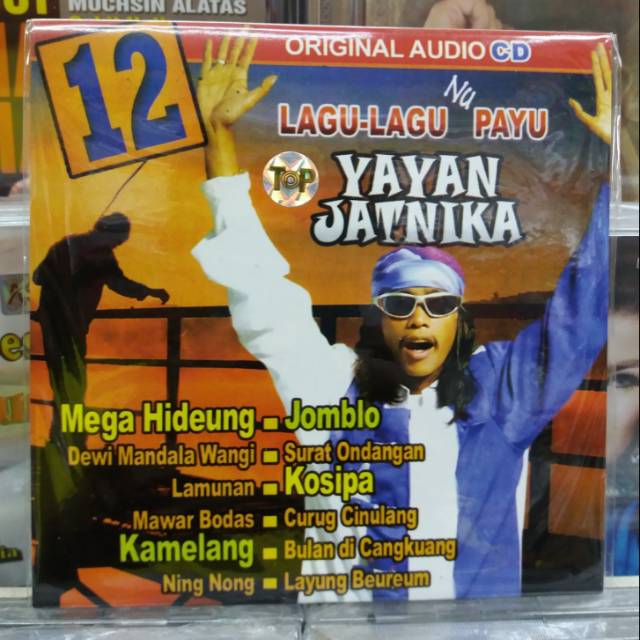 MUCHSIN ALATAS
12
ORIGINAL AUDIO CD
LAGU-LAGU Nu PAYU
TOP
YAYAN
JATNIKA
Mega Hideung - Jomblo
Dewi Mandala Wangi - Surat Ondangan
Lamunan - Kosipa
Mawar Bodas - Curug Cinulang
Kamelang - Bulan di Cangkuang
Ning Nong - Layung Beureum